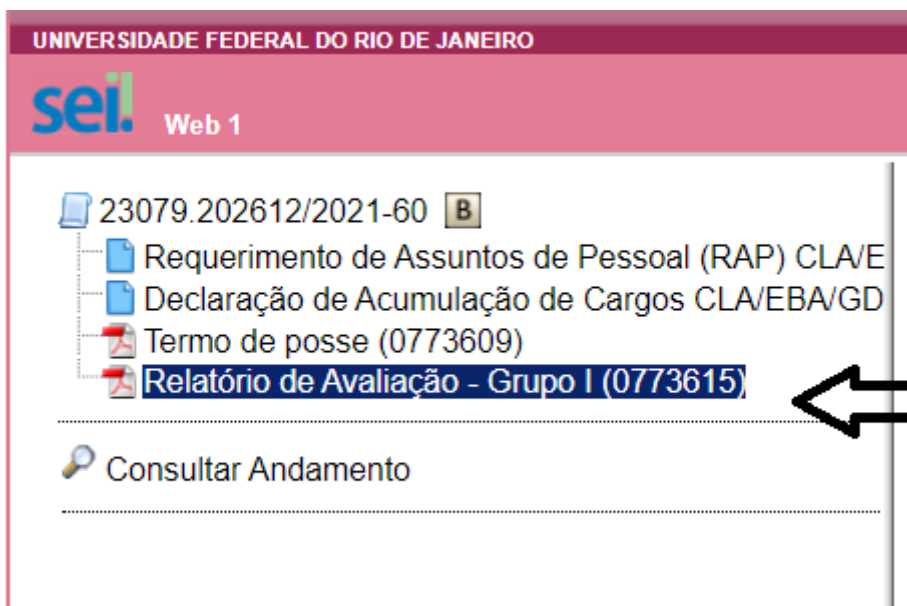 UNIVERSIDADE FEDERAL DO RIO DE JANEIRO
sei! Web 1
23079.202612/2021-60 B
Requerimento de Assuntos de Pessoal (RAP) CLA/E
Declaração de Acumulação de Cargos CLA/EBA/GD
Termo de posse (0773609)
Relatório de Avaliação - Grupo I (0773615)
Consultar Andamento